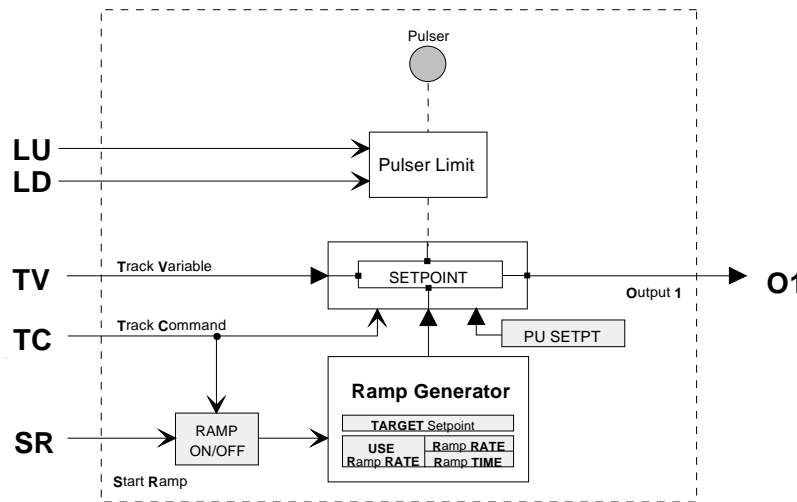 Pulser
LU
Pulser Limit
LD
TV
Track Variable
SETPOINT
O1
Output 1
TC
Track Command
PU SETPT
Ramp Generator
TARGET Setpoint
SR
RAMP
ON/OFF
USE
Ramp RATE
Ramp RATE
Ramp TIME
Start Ramp